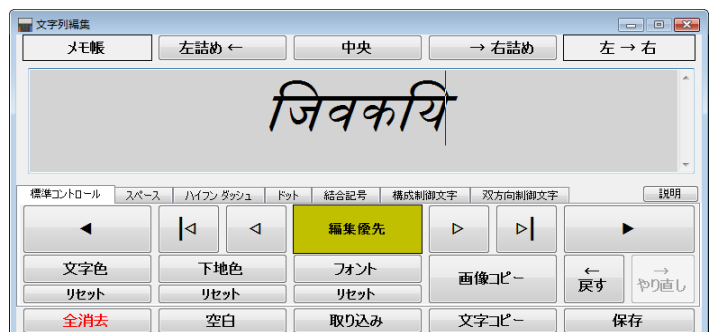 文字列編集
メモ帳 左詰め ← 中央 → 右詰め 左 → 右
जिवकयि
標準コントロール スペース ハイフン ダッシュ ドット 結合記号 構成制御文字 双方向制御文字 説明
◀ |◁ ◁ 編集優先 ▷ ▷| ▶
文字色 下地色 フォント 画像コピー ← 戻す → やり直し
リセット リセット リセット
全消去 空白 取り込み 文字コピー 保存